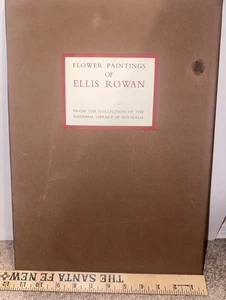 FLOWER PAINTINGS
OF
ELLIS ROWAN
FROM THE COLLECTION OF THE
NATIONAL LIBRARY OF AUSTRALIA
THE SANTA FE NEW